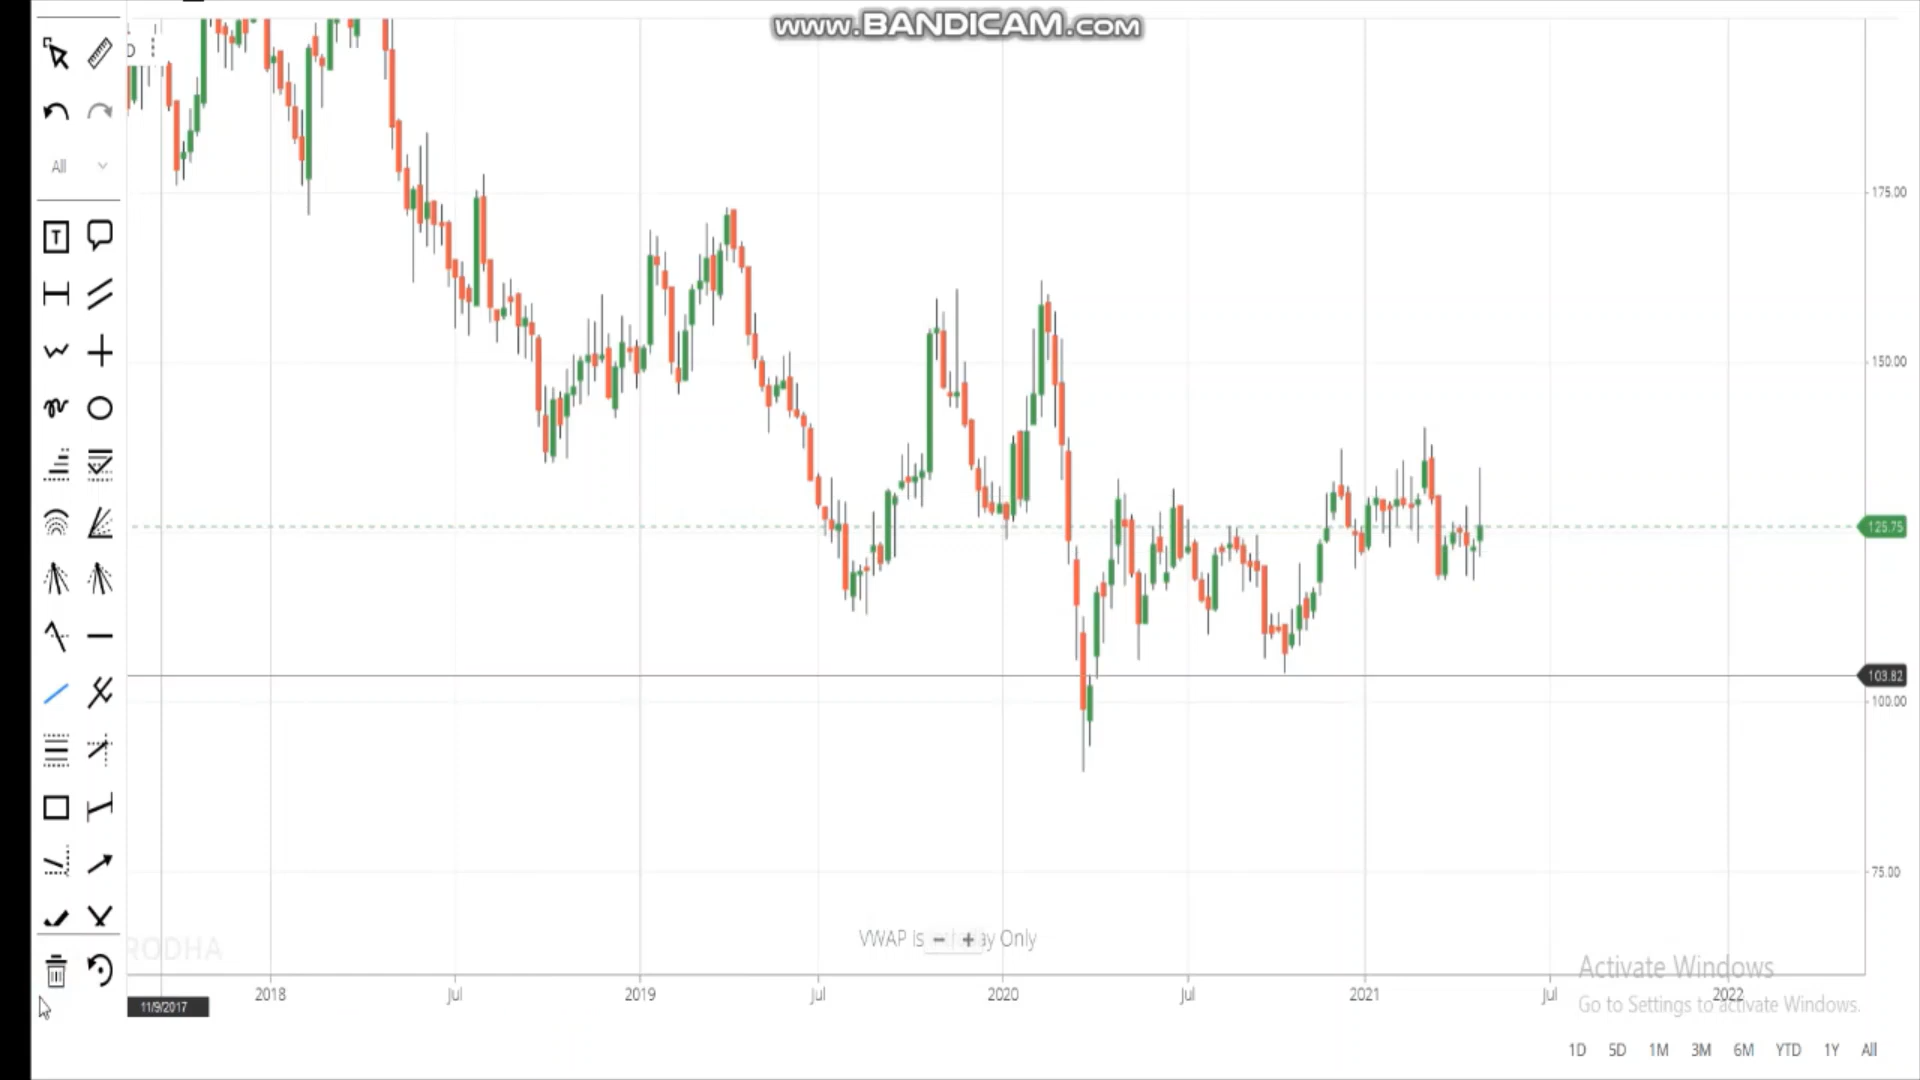 www.BANDICAM.com
D
All
T
175.00
150.00
125.75
103.82
100.00
75.00
RODHA
VWAP is - + ay Only
2018 Jul 2019 Jul 2020 Jul 2021 Jul 2022
11/9/2017
Activate Windows
Go to Settings to activate Windows.
1D 5D 1M 3M 6M YTD 1Y All